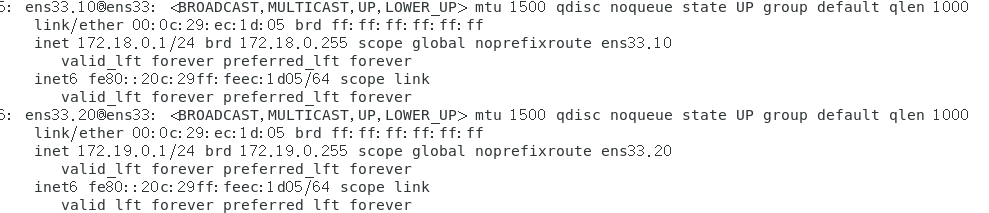 5: ens33.10@ens33: <BROADCAST,MULTICAST,UP,LOWER_UP> mtu 1500 qdisc noqueue state UP group default qlen 1000
link/ether 00:0c:29:ec:1d:05 brd ff:ff:ff:ff:ff:ff
inet 172.18.0.1/24 brd 172.18.0.255 scope global noprefixroute ens33.10
valid_lft forever preferred_lft forever
inet6 fe80::20c:29ff:feec:1d05/64 scope link
valid_lft forever preferred_lft forever
6: ens33.20@ens33: <BROADCAST,MULTICAST,UP,LOWER_UP> mtu 1500 qdisc noqueue state UP group default qlen 1000
link/ether 00:0c:29:ec:1d:05 brd ff:ff:ff:ff:ff:ff
inet 172.19.0.1/24 brd 172.19.0.255 scope global noprefixroute ens33.20
valid_lft forever preferred_lft forever
inet6 fe80::20c:29ff:feec:1d05/64 scope link
valid lft forever preferred lft forever